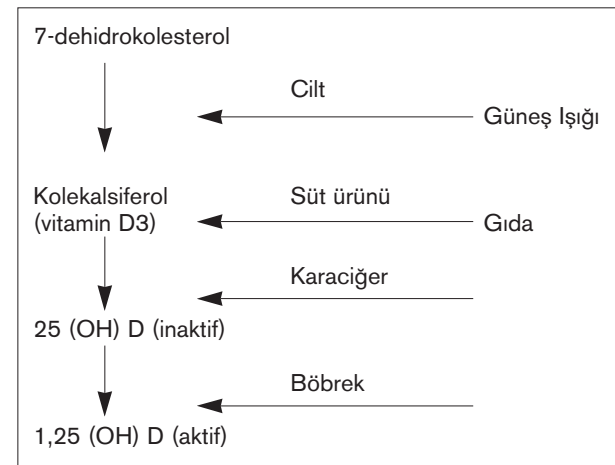 7-dehidrokolesterol
Cilt
Güneş Işığı
Kolekalsiferol
(vitamin D3)
Süt ürünü
Gıda
Karaciğer
25 (OH) D (inaktif)
Böbrek
1,25 (OH) D (aktif)